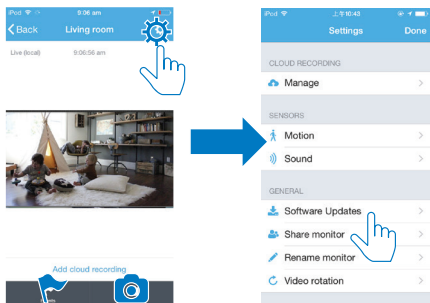 iPod 9:06 am
Back Living room
Live (local) 9:06:56 am
Add cloud recording
iPod 上午10:43
Settings Done
CLOUD RECORDING
Manage
SENSORS
Motion
Sound
GENERAL
Software Updates
Share monitor
Rename monitor
Video rotation